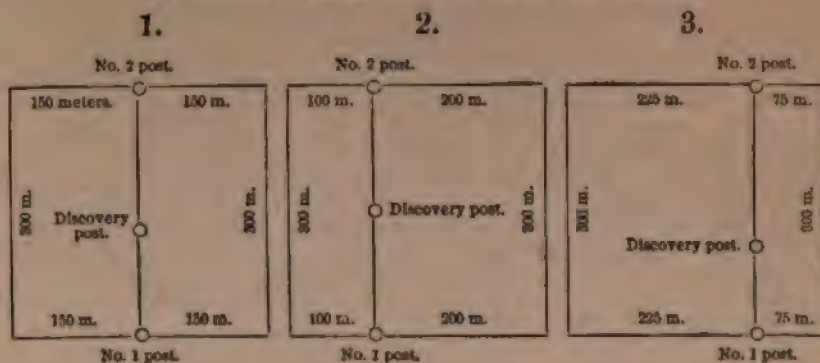 1. 2. 3.
No. 2 post. No. 2 post. No. 2 post.
150 meters. 150 m. 100 m. 200 m. 225 m. 75 m.
300 m. 300 m. 300 m. 300 m. 300 m. 300 m.
Discovery post. Discovery post. Discovery post.
150 m. 150 m. 100 m. 200 m. 225 m. 75 m.
No. 1 post. No. 1 post. No. 1 post.